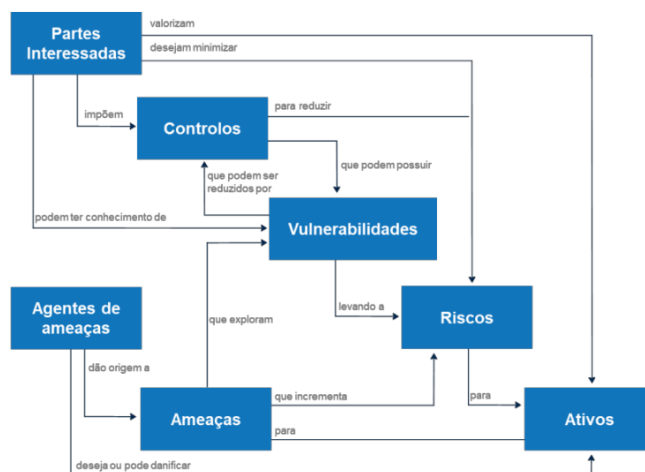 valorizam
Partes
Interessadas
desejam minimizar
impõem
para reduzir
Controlos
que podem ser
reduzidos por
que podem possuir
podem ter conhecimento de
Vulnerabilidades
Agentes de
ameaças
que exploram
levando a
Riscos
dão origem a
que incrementa
para
Ameaças
para
Ativos
deseja ou pode danificar